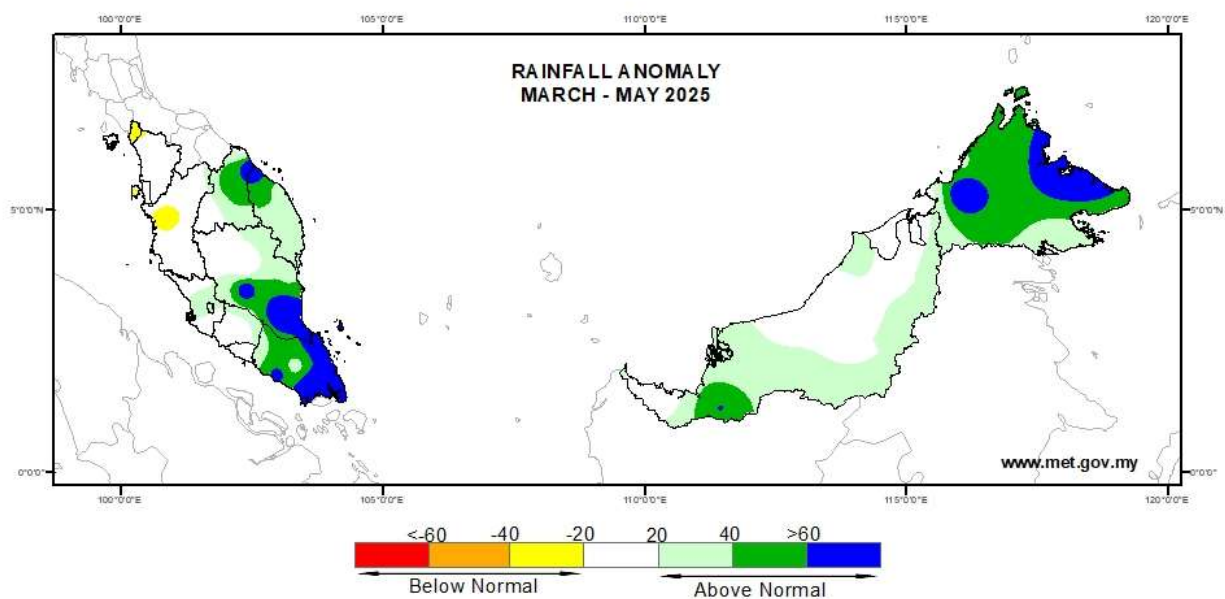 100°0'0"E 105°0'0"E 110°0'0"E 115°0'0"E 120°0'0"E
RAINFALL ANOMALY
MARCH - MAY 2025
5°0'0"N 5°0'0"N
www.met.gov.my
0°0'0" 0°0'0"
100°0'0"E 105°0'0"E 110°0'0"E 115°0'0"E 120°0'0"E
<-60 -40 -20 20 40 >60
Below Normal Above Normal